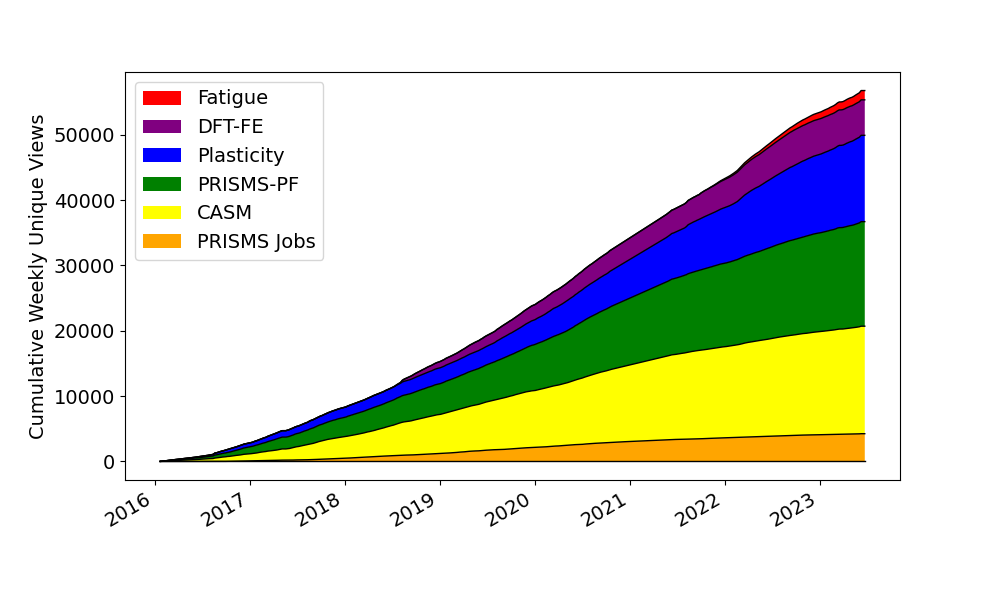 Fatigue
DFT-FE
Plasticity
PRISMS-PF
CASM
PRISMS Jobs
Cumulative Weekly Unique Views
50000
40000
30000
20000
10000
0
2016
2017
2018
2019
2020
2021
2022
2023